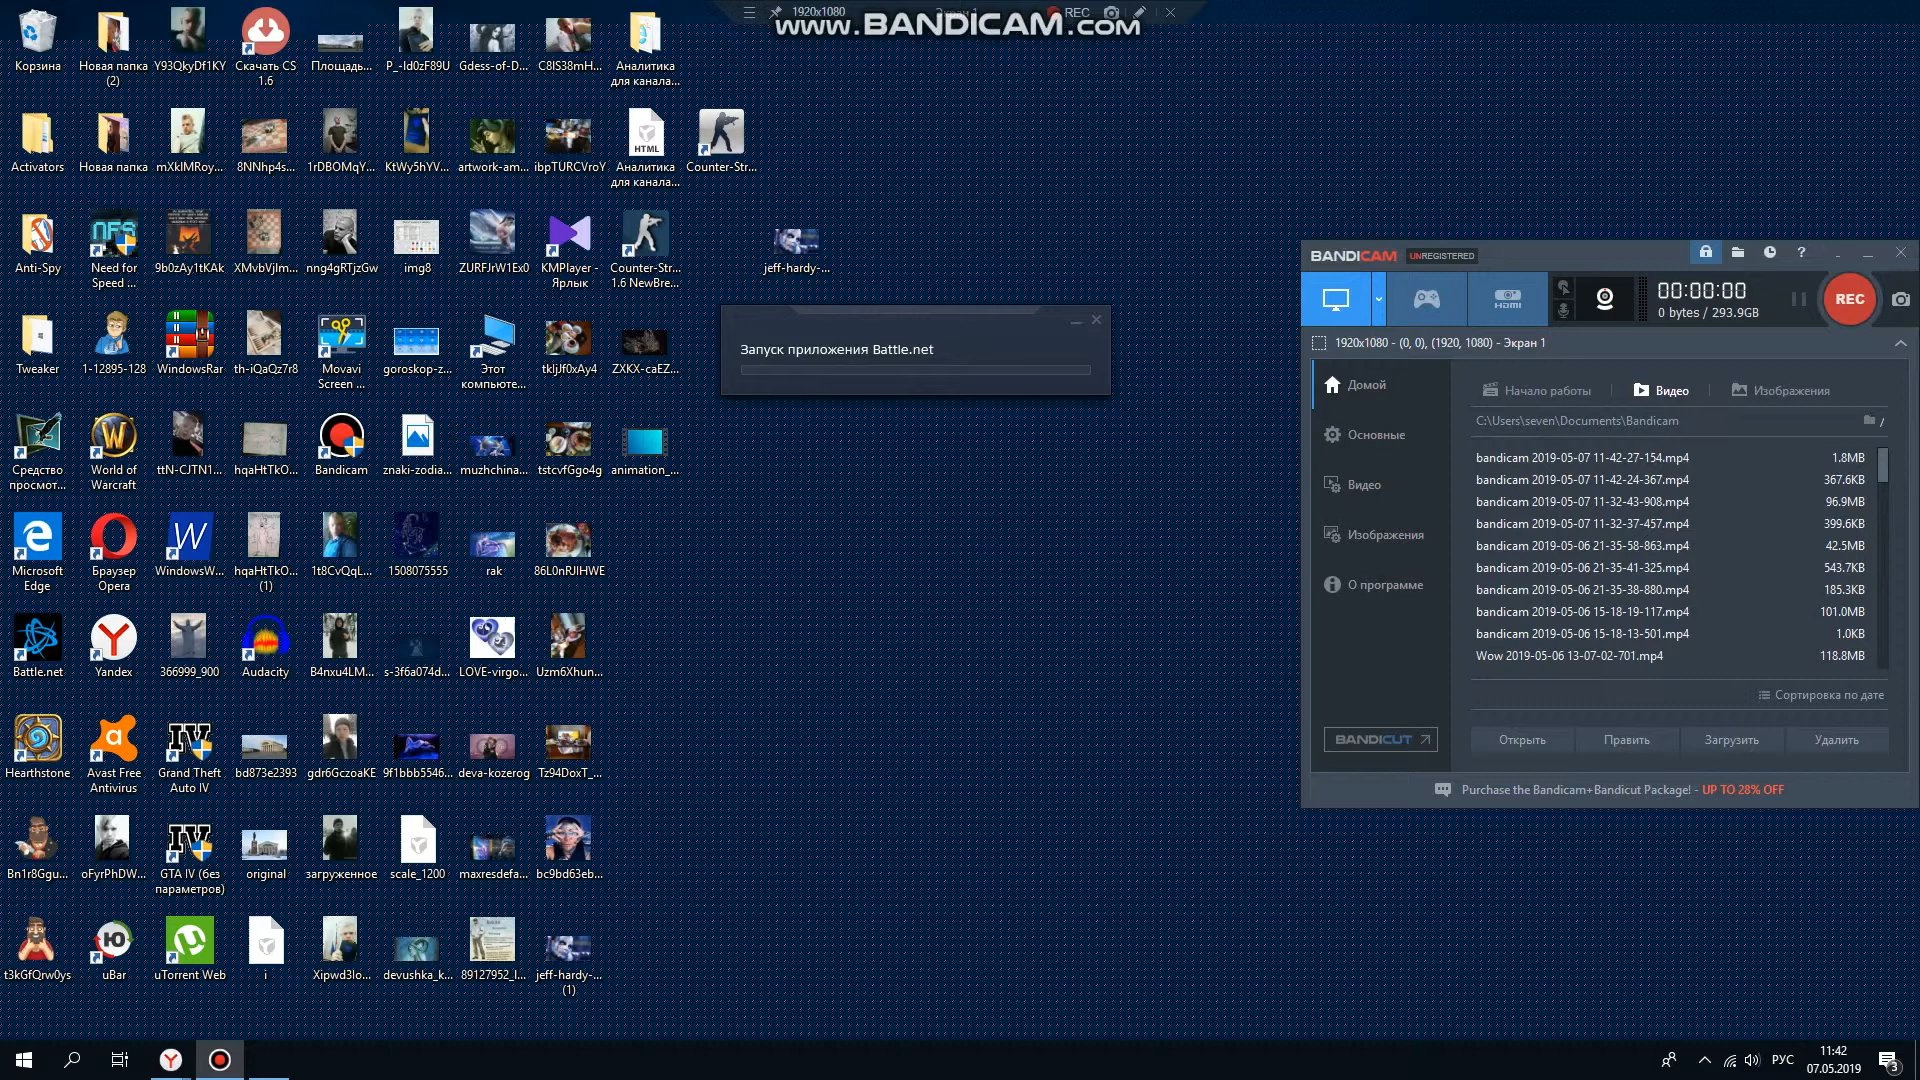 1920x1080
Экран 1
REC
www.BANDICAM.com
Корзина
Новая папка (2)
Y93QkyDf1KY
Скачать CS 1.6
Площадь...
P_-Id0zF89U
Gdess-of-D...
C8IS38mH...
Аналитика для канала...
Activators
Новая папка
mXkIMRoy...
8NNhp4s...
1rDBOMqY...
KtWy5hYV...
artwork-am...
ibpTURCVroY
HTML
Аналитика для канала...
Counter-Str...
Anti-Spy
Need for Speed ...
9b0zAy1tKAk
XMvbVjlm...
nng4gRTjzGw
img8
ZURFJrW1Ex0
KMPlayer - Ярлык
Counter-Str... 1.6 NewBre...
jeff-hardy-...
Tweaker
1-12895-128
WindowsRar
th-iQaQz7r8
Movavi Screen ...
goroskop-z...
Этот компьюте...
tkljJf0xAy4
ZXKX-caEZ...
Средство просмот...
World of Warcraft
ttN-CJTN1...
hqaHtTkO...
Bandicam
znaki-zodia...
muzhchina...
tstcvfGgo4g
animation_...
Microsoft Edge
Браузер Opera
WindowsW...
hqaHtTkO... (1)
1t8CvQqL...
1508075555
rak
86L0nRJIHWE
Battle.net
Yandex
366999_900
Audacity
B4nxu4LM...
s-3f6a074d...
LOVE-virgo...
Uzm6Xhun...
Hearthstone
Avast Free Antivirus
Grand Theft Auto IV
bd873e2393
gdr6GczoaKE
9f1bbb5546...
deva-kozerog
Tz94DoxT_...
Bn1r8Ggu...
oFyrPhDW...
GTA IV (без параметров)
original
загруженное
scale_1200
maxresdefa...
bc9bd63eb...
t3kGfQrw0ys
uBar
uTorrent Web
i
Xipwd3lo...
devushka_k...
89127952_l...
jeff-hardy-... (1)
Запуск приложения Battle.net
BANDICAM
UNREGISTERED
HDMI
00:00:00
0 bytes / 293.9GB
REC
1920x1080 - (0, 0), (1920, 1080) - Экран 1
Домой
Основные
Видео
Изображения
О программе
BANDICUT
Начало работы
Видео
Изображения
C:\Users\seven\Documents\Bandicam
bandicam 2019-05-07 11-42-27-154.mp4 1.8MB
bandicam 2019-05-07 11-42-24-367.mp4 367.6KB
bandicam 2019-05-07 11-32-43-908.mp4 96.9MB
bandicam 2019-05-07 11-32-37-457.mp4 399.6KB
bandicam 2019-05-06 21-35-58-863.mp4 42.5MB
bandicam 2019-05-06 21-35-41-325.mp4 543.7KB
bandicam 2019-05-06 21-35-38-880.mp4 185.3KB
bandicam 2019-05-06 15-18-19-117.mp4 101.0MB
bandicam 2019-05-06 15-18-13-501.mp4 1.0KB
Wow 2019-05-06 13-07-02-701.mp4 118.8MB
Сортировка по дате
Открыть
Править
Загрузить
Удалить
Purchase the Bandicam+Bandicut Package! - UP TO 28% OFF
РУС
11:42
07.05.2019
3